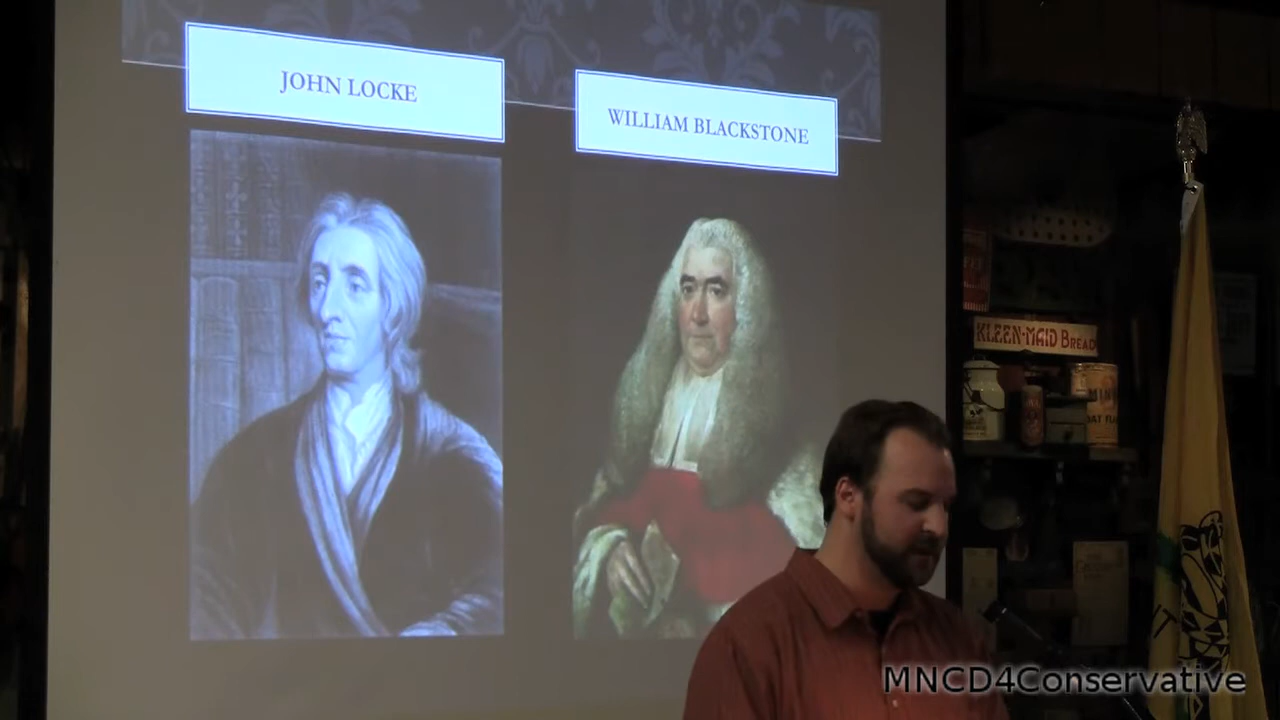 JOHN LOCKE
WILLIAM BLACKSTONE
KLEEN-MAID BREAD
MNCD4Conservative